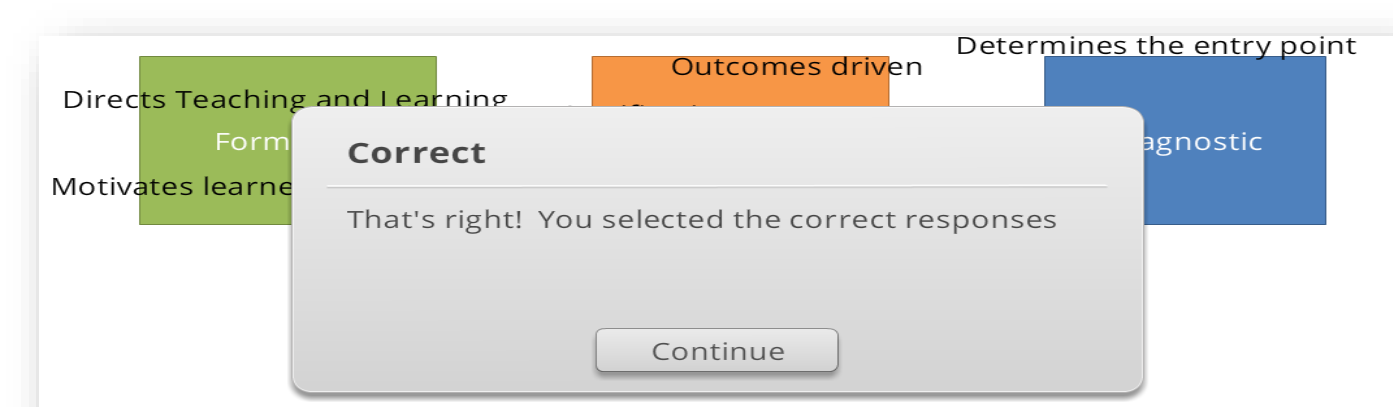 Determines the entry point
Outcomes driven
Directs Teaching and Learning
Form
agnostic
Correct
Motivates learne
That's right! You selected the correct responses
Continue